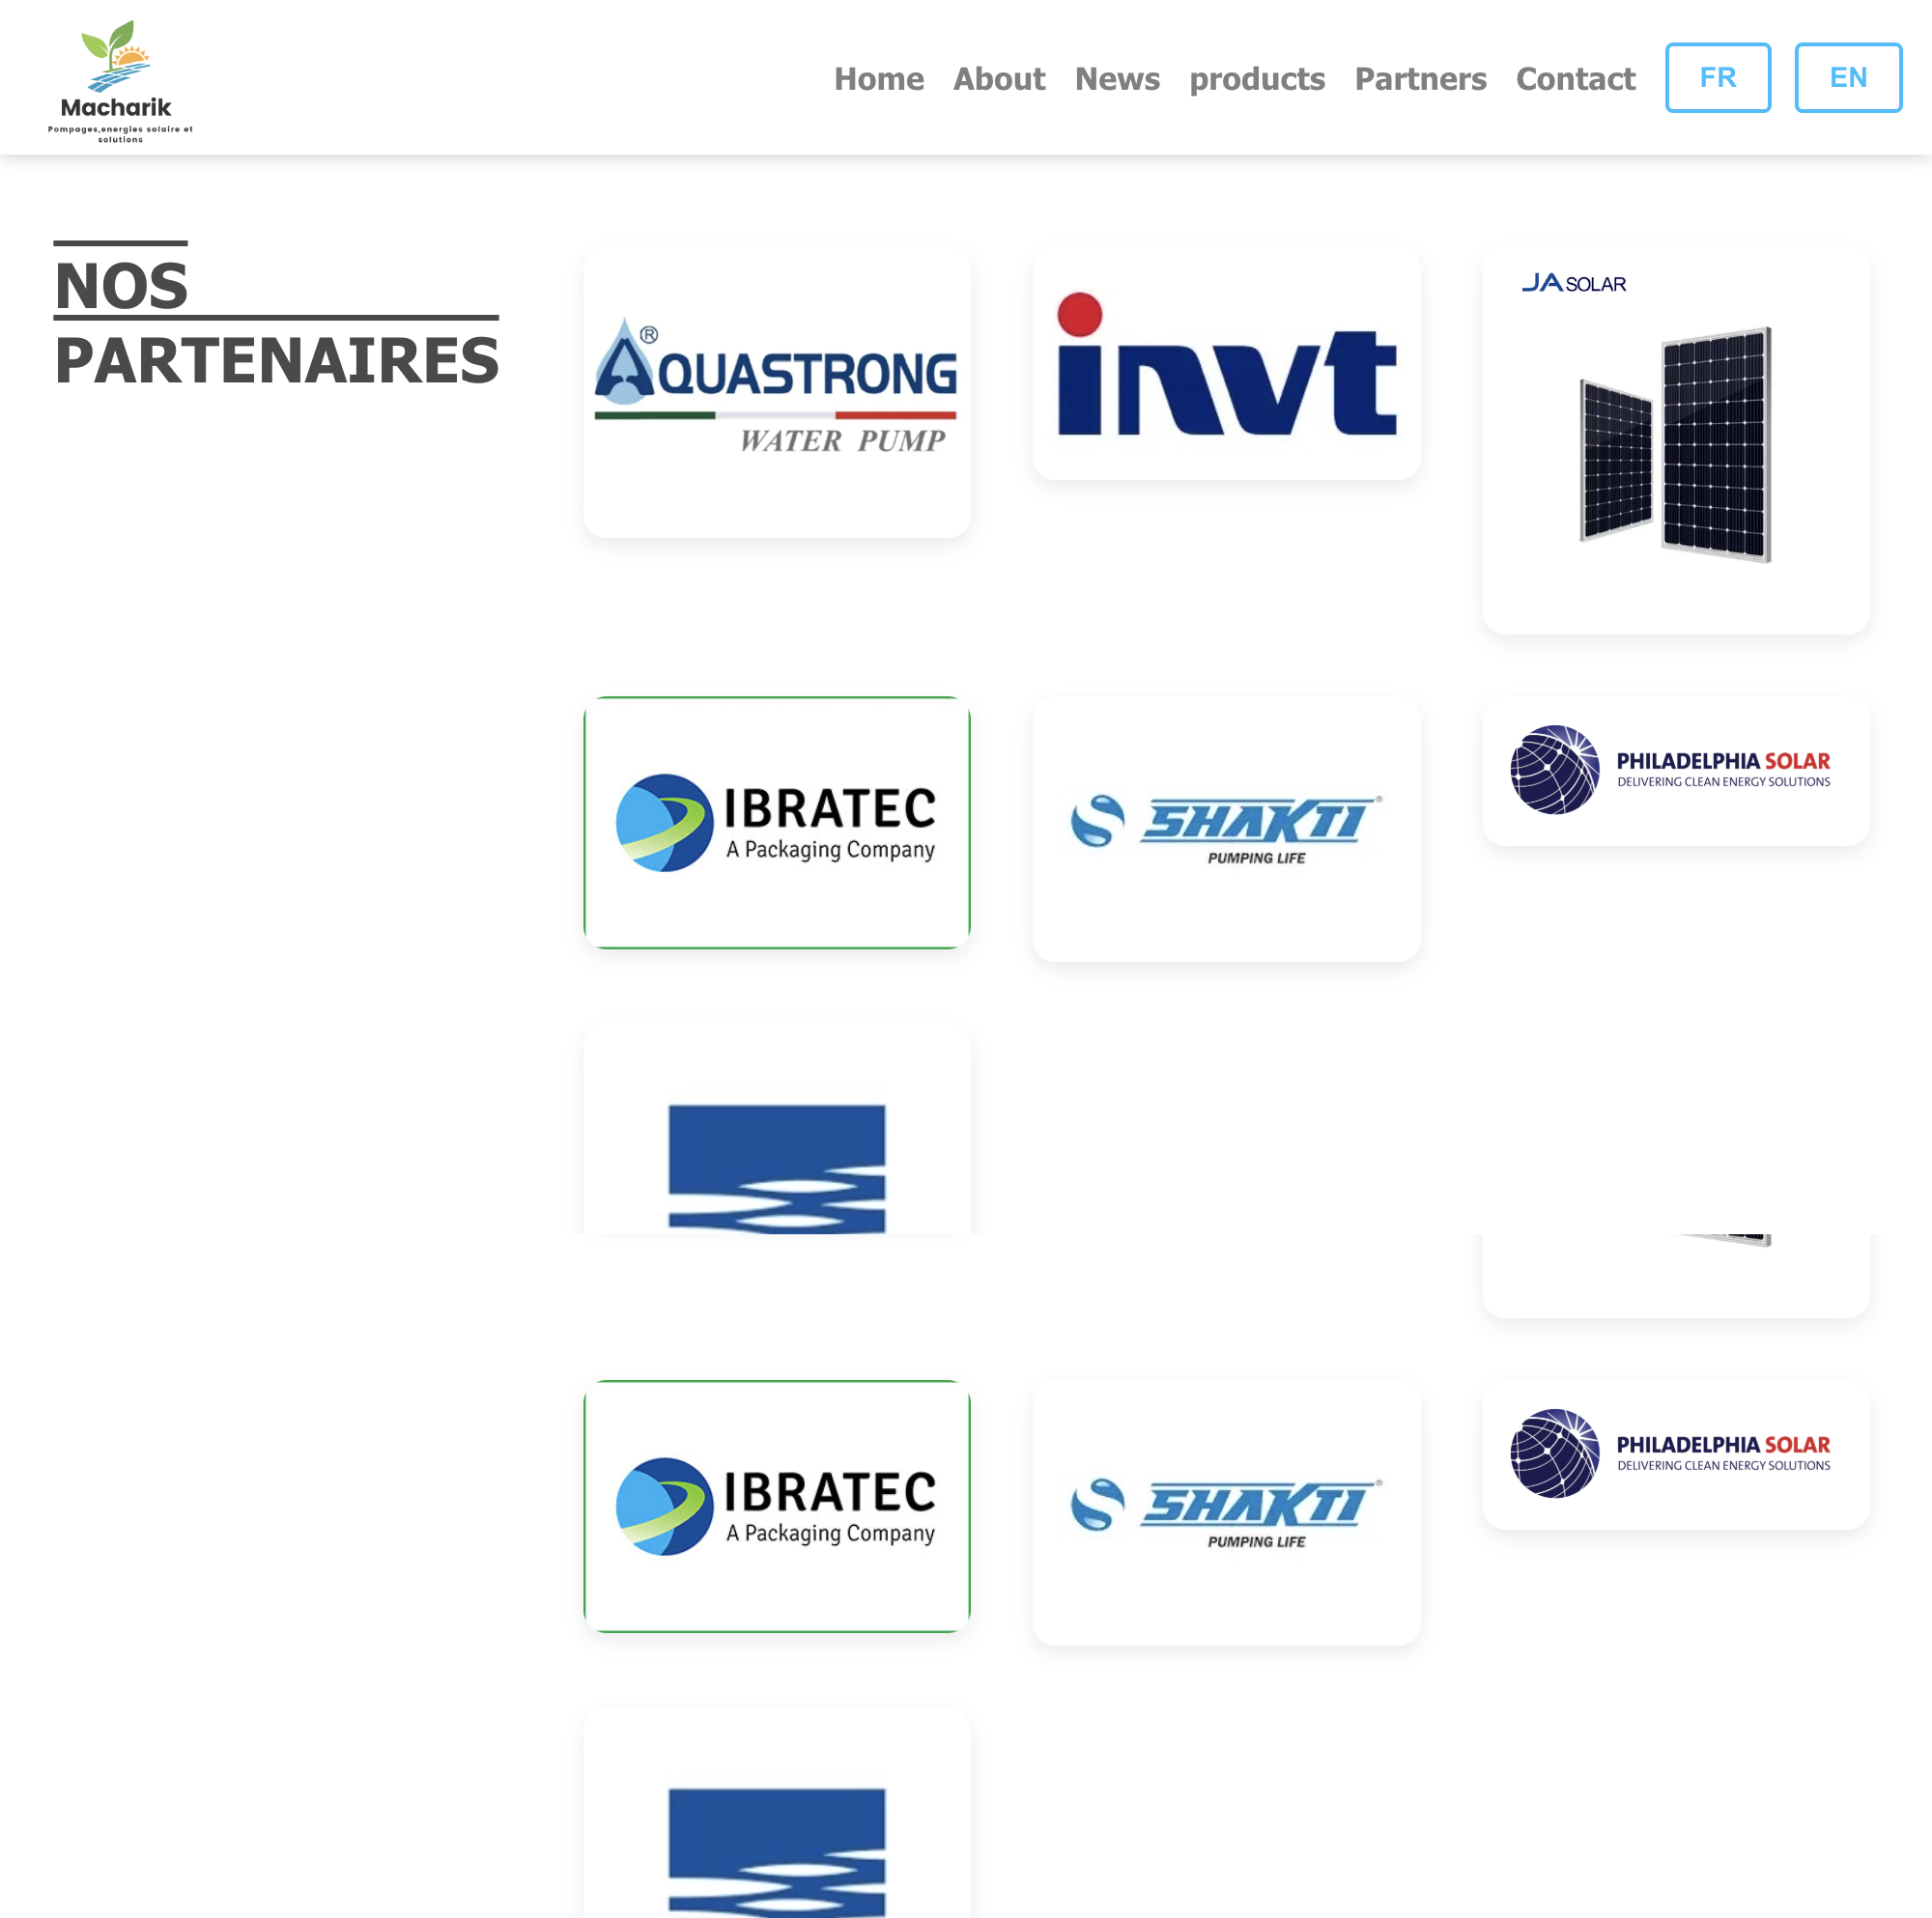 Macharik
Pompages,energies solaire et
solutions
Home About News products Partners Contact FR EN
NOS
PARTENAIRES
AQUASTRONG ®
WATER PUMP
invt
JA SOLAR
IBRATEC
A Packaging Company
SHAKTI ®
PUMPING LIFE
PHILADELPHIA SOLAR
DELIVERING CLEAN ENERGY SOLUTIONS
IBRATEC
A Packaging Company
SHAKTI ®
PUMPING LIFE
PHILADELPHIA SOLAR
DELIVERING CLEAN ENERGY SOLUTIONS